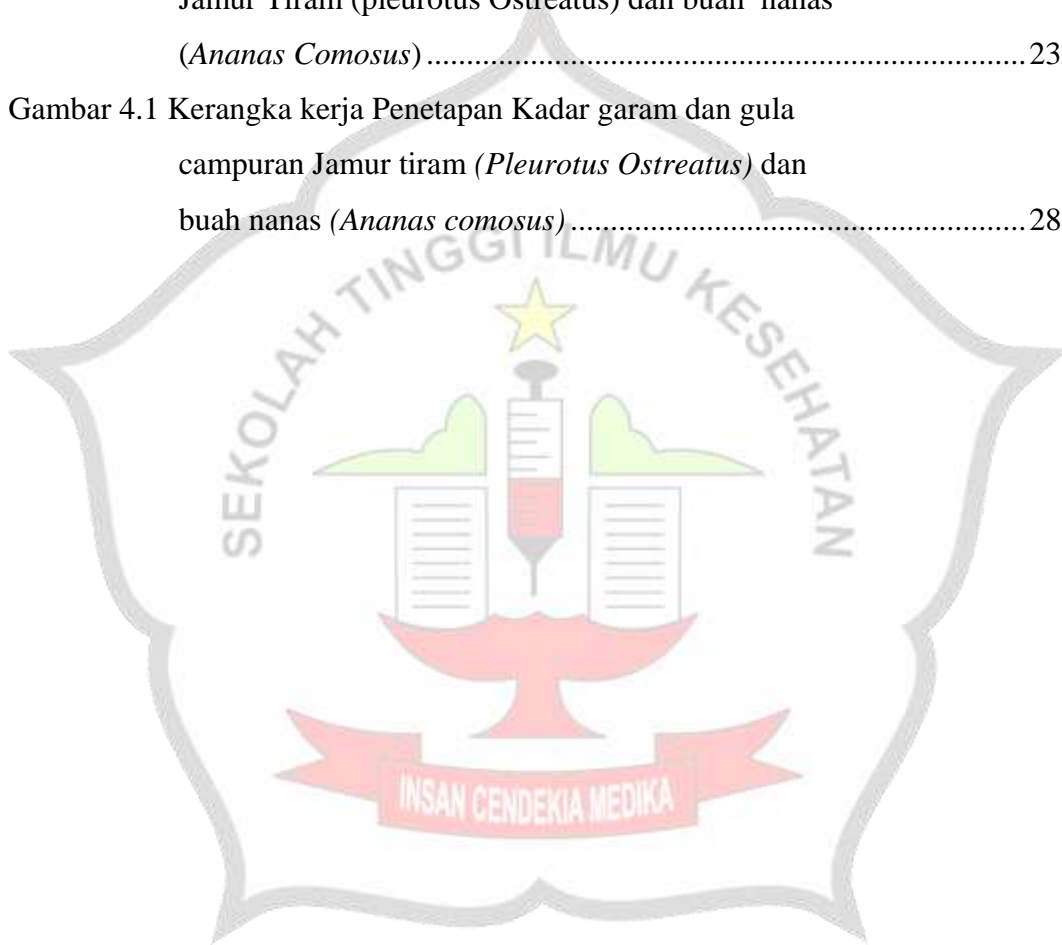 Jamur Tiram (pleurotus Ostreatus) dan buah nanas
(Ananas Comosus) ........................................................................... 23
Gambar 4.1 Kerangka kerja Penetapan Kadar garam dan gula
campuran Jamur tiram (Pleurotus Ostreatus) dan
buah nanas (Ananas comosus) ......................................................... 28
SEKOLAH TINGGI ILMU KESEHATAN
INSAN CENDEKIA MEDIKA